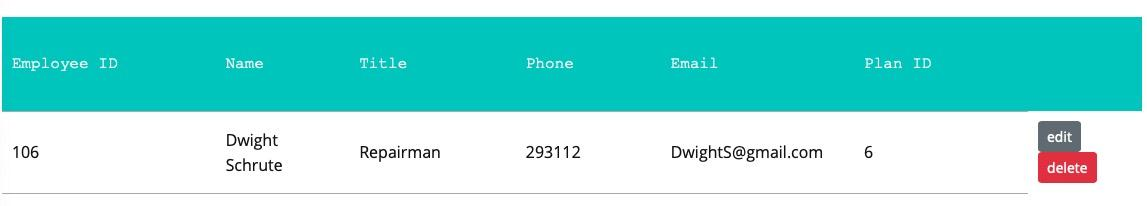 Employee ID Name Title Phone Email Plan ID
106 Dwight Schrute Repairman 293112 DwightS@gmail.com 6 edit
delete